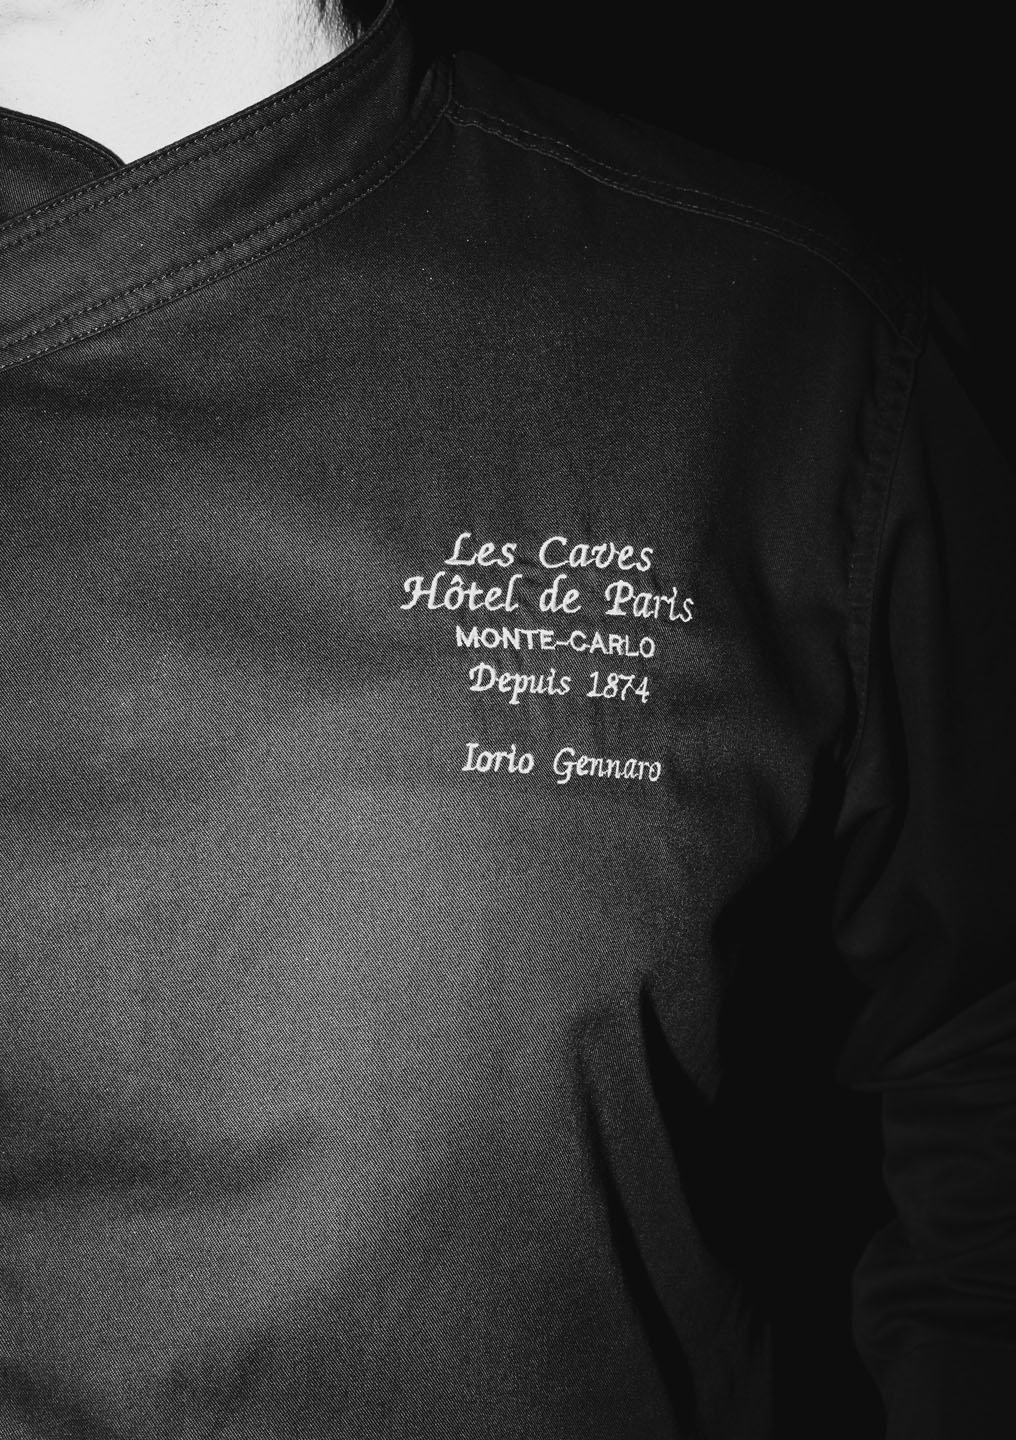 Les Caves
Hôtel de Paris
MONTE-CARLO
Depuis 1874
Iorio Gennaro